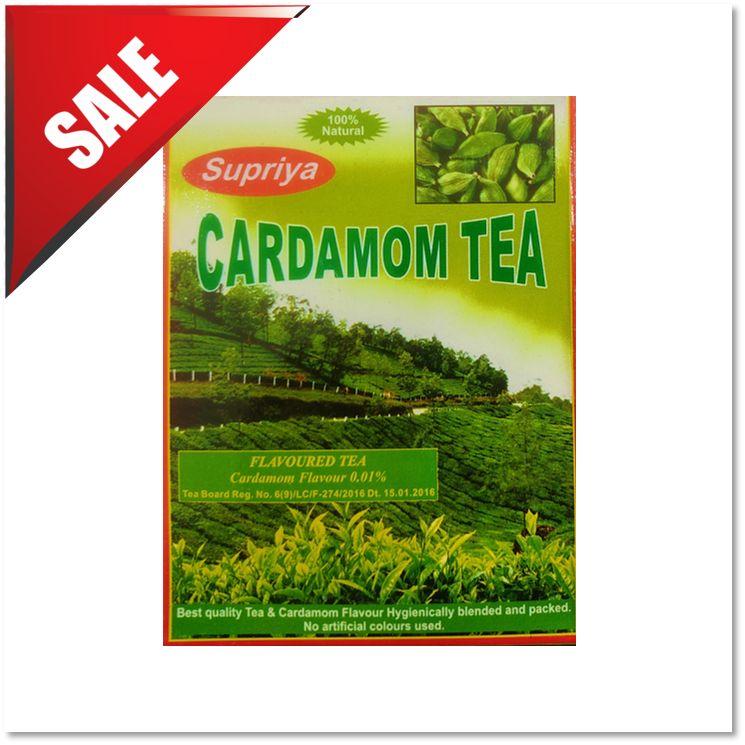 SALE
100%
Natural
Supriya
CARDAMOM TEA
FLAVOURED TEA
Cardamom Flavour 0.01%
Tea Board Reg. No. 6(9)/LC/F-274/2016 Dt. 15.01.2016
Best quality Tea & Cardamom Flavour Hygienically blended and packed.
No artificial colours used.